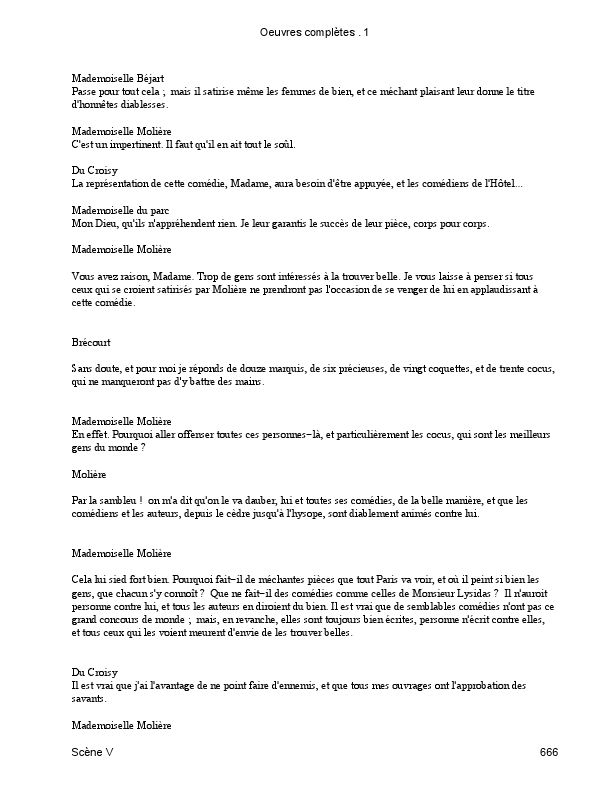 Oeuvres complètes . 1
Mademoiselle Béjart
Passe pour tout cela ;  mais il satirise même les femmes de bien, et ce méchant plaisant leur donne le titre
d'honnêtes diablesses.
Mademoiselle Molière
C'est un impertinent. Il faut qu'il en ait tout le soûl.
Du Croisy
La représentation de cette comédie, Madame, aura besoin d'être appuyée, et les comédiens de l'Hôtel...
Mademoiselle du parc
Mon Dieu, qu'ils n'appréhendent rien. Je leur garantis le succès de leur pièce, corps pour corps.
Mademoiselle Molière
Vous avez raison, Madame. Trop de gens sont intéressés à la trouver belle. Je vous laisse à penser si tous
ceux qui se croient satirisés par Molière ne prendront pas l'occasion de se venger de lui en applaudissant à
cette comédie.
Brécourt
Sans doute, et pour moi je réponds de douze marquis, de six précieuses, de vingt coquettes, et de trente cocus,
qui ne manqueront pas d'y battre des mains.
Mademoiselle Molière
En effet. Pourquoi aller offenser toutes ces personnes−là, et particulièrement les cocus, qui sont les meilleurs
gens du monde ?
Molière
Par la sambleu !  on m'a dit qu'on le va dauber, lui et toutes ses comédies, de la belle manière, et que les
comédiens et les auteurs, depuis le cèdre jusqu'à l'hysope, sont diablement animés contre lui.
Mademoiselle Molière
Cela lui sied fort bien. Pourquoi fait−il de méchantes pièces que tout Paris va voir, et où il peint si bien les
gens, que chacun s'y connoît ?  Que ne fait−il des comédies comme celles de Monsieur Lysidas ?  Il n'auroit
personne contre lui, et tous les auteurs en diroient du bien. Il est vrai que de semblables comédies n'ont pas ce
grand concours de monde ;  mais, en revanche, elles sont toujours bien écrites, personne n'écrit contre elles,
et tous ceux qui les voient meurent d'envie de les trouver belles.
Du Croisy
Il est vrai que j'ai l'avantage de ne point faire d'ennemis, et que tous mes ouvrages ont l'approbation des
savants.
Mademoiselle Molière
Scène V 666